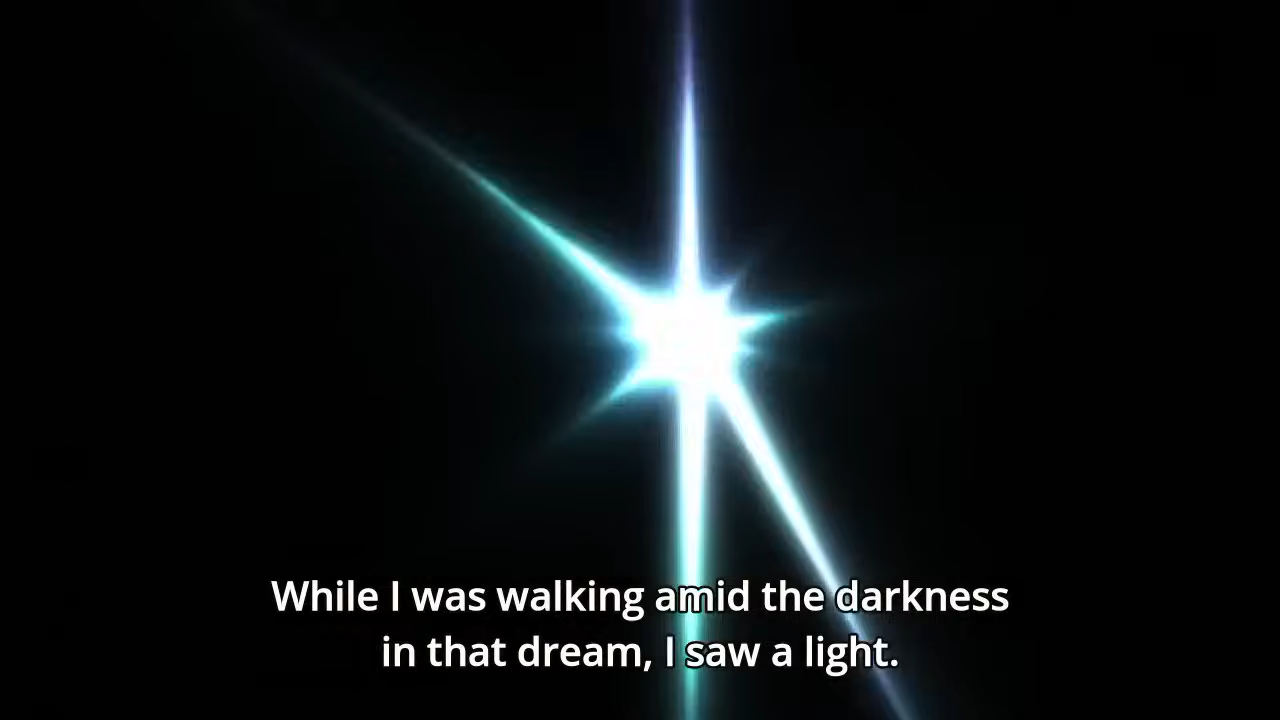 While I was walking amid the darkness
in that dream, I saw a light.